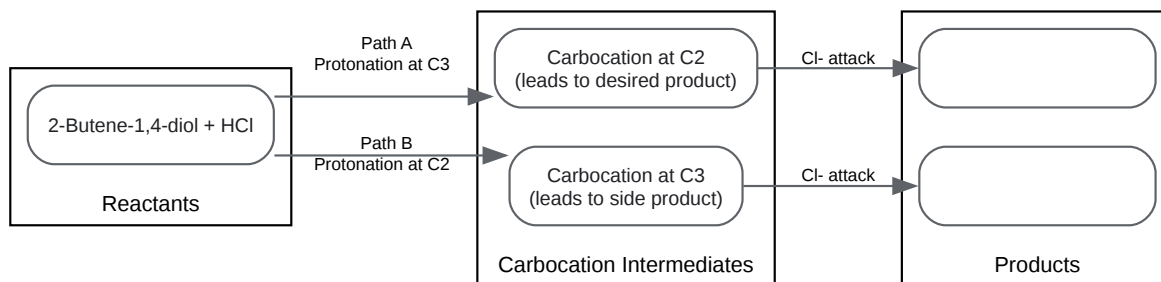 2-Butene-1,4-diol + HCl
Reactants
Path A
Protonation at C3
Path B
Protonation at C2
Carbocation at C2
(leads to desired product)
Carbocation at C3
(leads to side product)
Carbocation Intermediates
Cl- attack
Cl- attack
Products